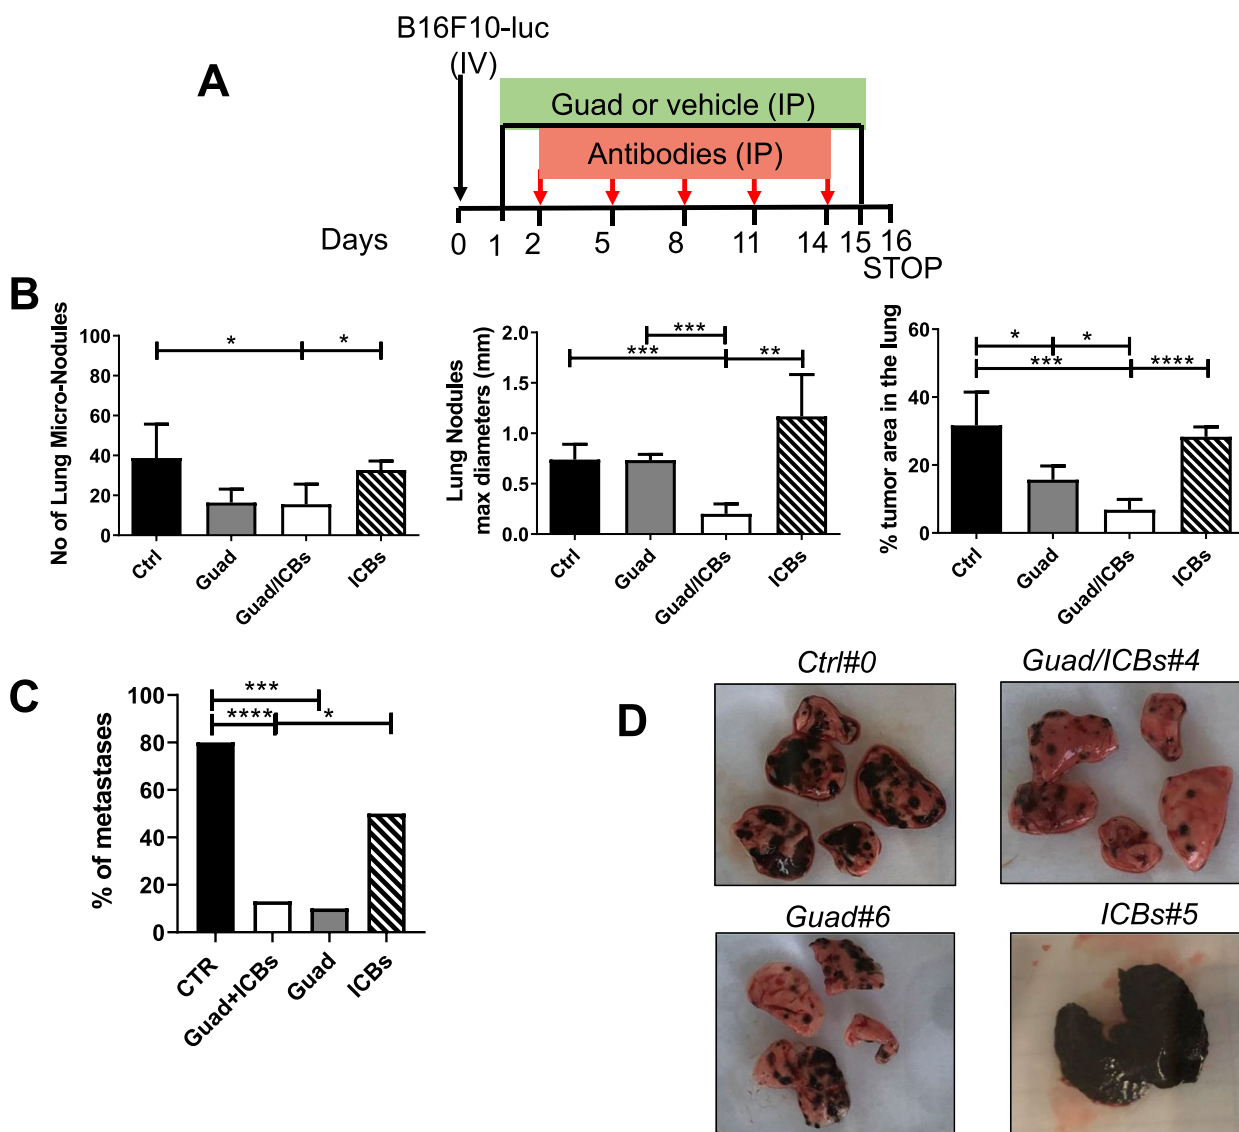 B16F10-luc
(IV)
A
Guad or vehicle (IP)
Antibodies (IP)
Days
0 1 2 5 8 11 14 15 16
STOP
B
No of Lung Micro-Nodules
100
80
60
40
20
0
* *
Ctrl Guad Guad/ICBs ICBs
Lung Nodules
max diameters (mm)
2.0
1.5
1.0
0.5
0.0
***
*** **
Ctrl Guad Guad/ICBs ICBs
% tumor area in the lung
60
40
20
0
* *
*** ****
Ctrl Guad Guad/ICBs ICBs
C
% of metastases
100
80
60
40
20
0
***
**** *
CTR Guad+ICBs Guad ICBs
D
Ctrl#0
Guad/ICBs#4
Guad#6
ICBs#5